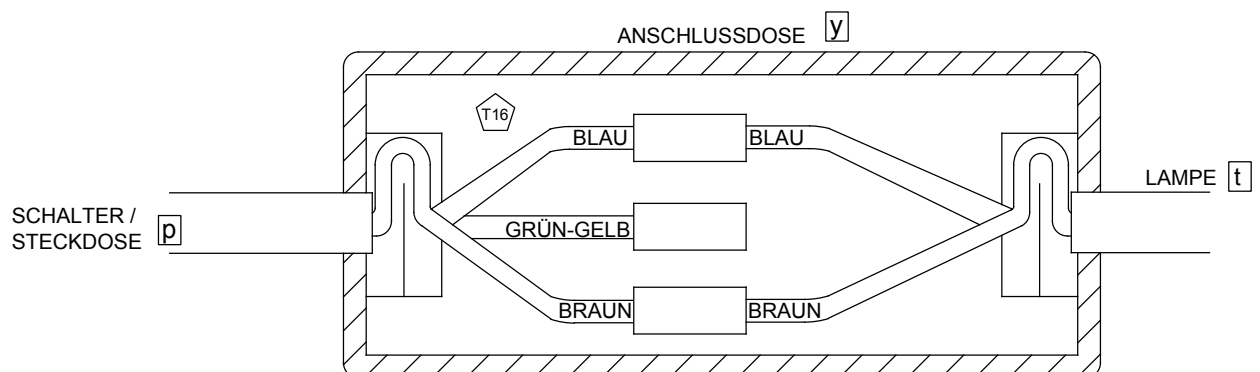 ANSCHLUSSDOSE y
T16
BLAU BLAU
LAMPE t
SCHALTER /
STECKDOSE p
GRÜN-GELB
BRAUN BRAUN